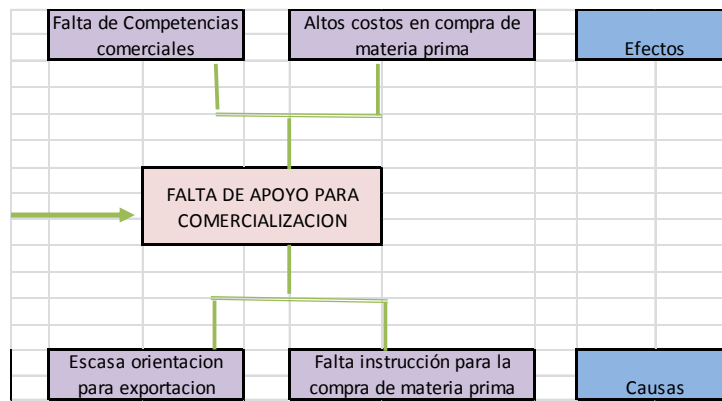 Falta de Competencias
comerciales
Altos costos en compra de
materia prima
Efectos
FALTA DE APOYO PARA
COMERCIALIZACION
Escasa orientacion
para exportacion
Falta instrucción para la
compra de materia prima
Causas